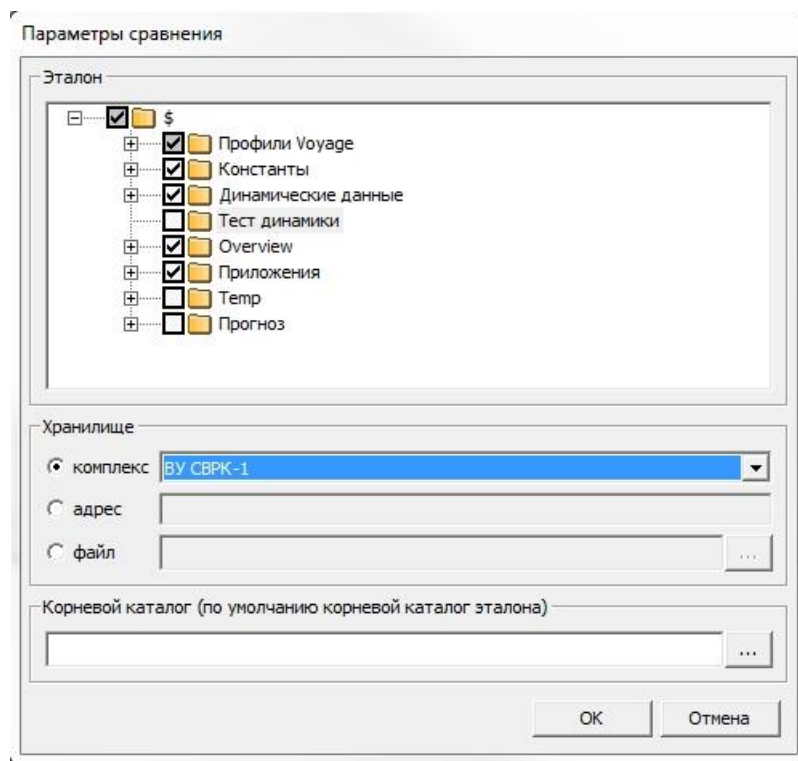 Параметры сравнения
Эталон
$
Профили Voyage
Константы
Динамические данные
Тест динамики
Overview
Приложения
Temp
Прогноз
Хранилище
комплекс ВУ СВРК-1
адрес
файл ...
Корневой каталог (по умолчанию корневой каталог эталона)
...
OK Отмена